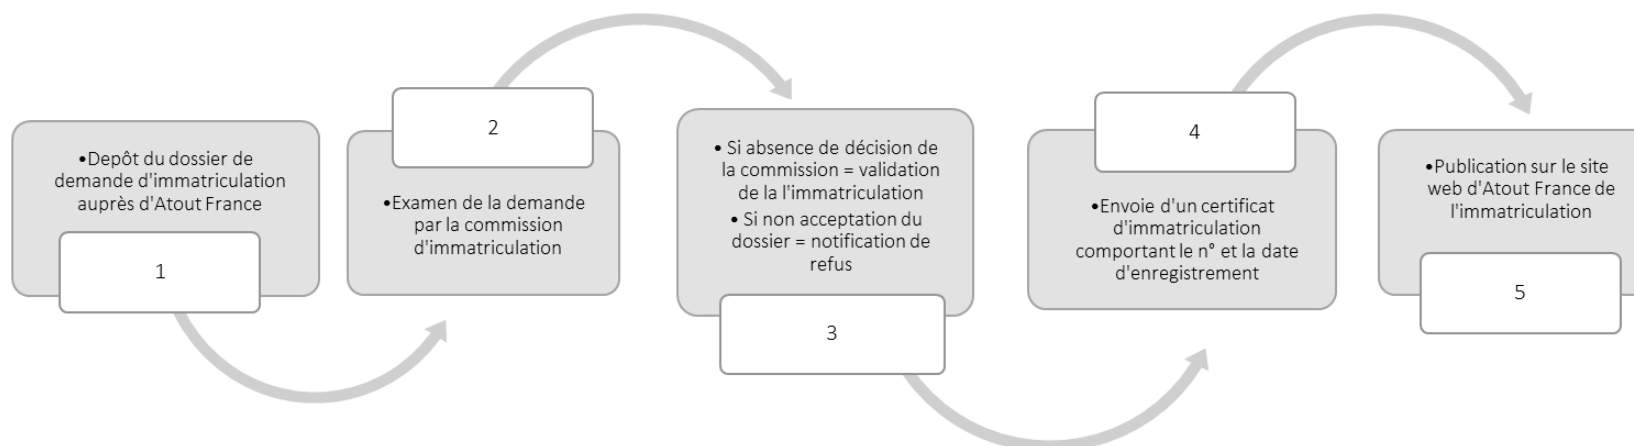 •Depôt du dossier de
demande d'immatriculation
auprès d'Atout France
1
2
•Examen de la demande
par la commission
d'immatriculation
• Si absence de décision de
la commission = validation
de la l'immatriculation
• Si non acceptation du
dossier = notification de
refus
3
4
•Envoie d'un certificat
d'immatriculation
comportant le n° et la date
d'enregistrement
•Publication sur le site
web d'Atout France de
l'immatriculation
5